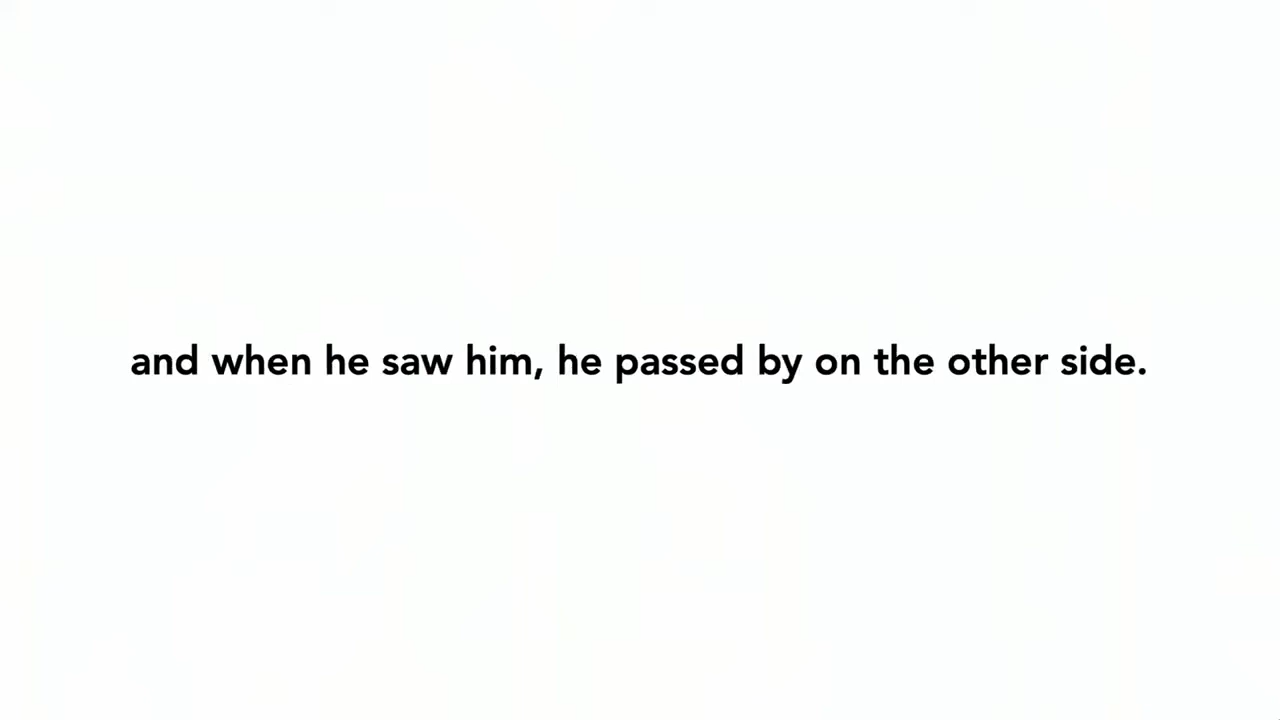 and when he saw him, he passed by on the other side.